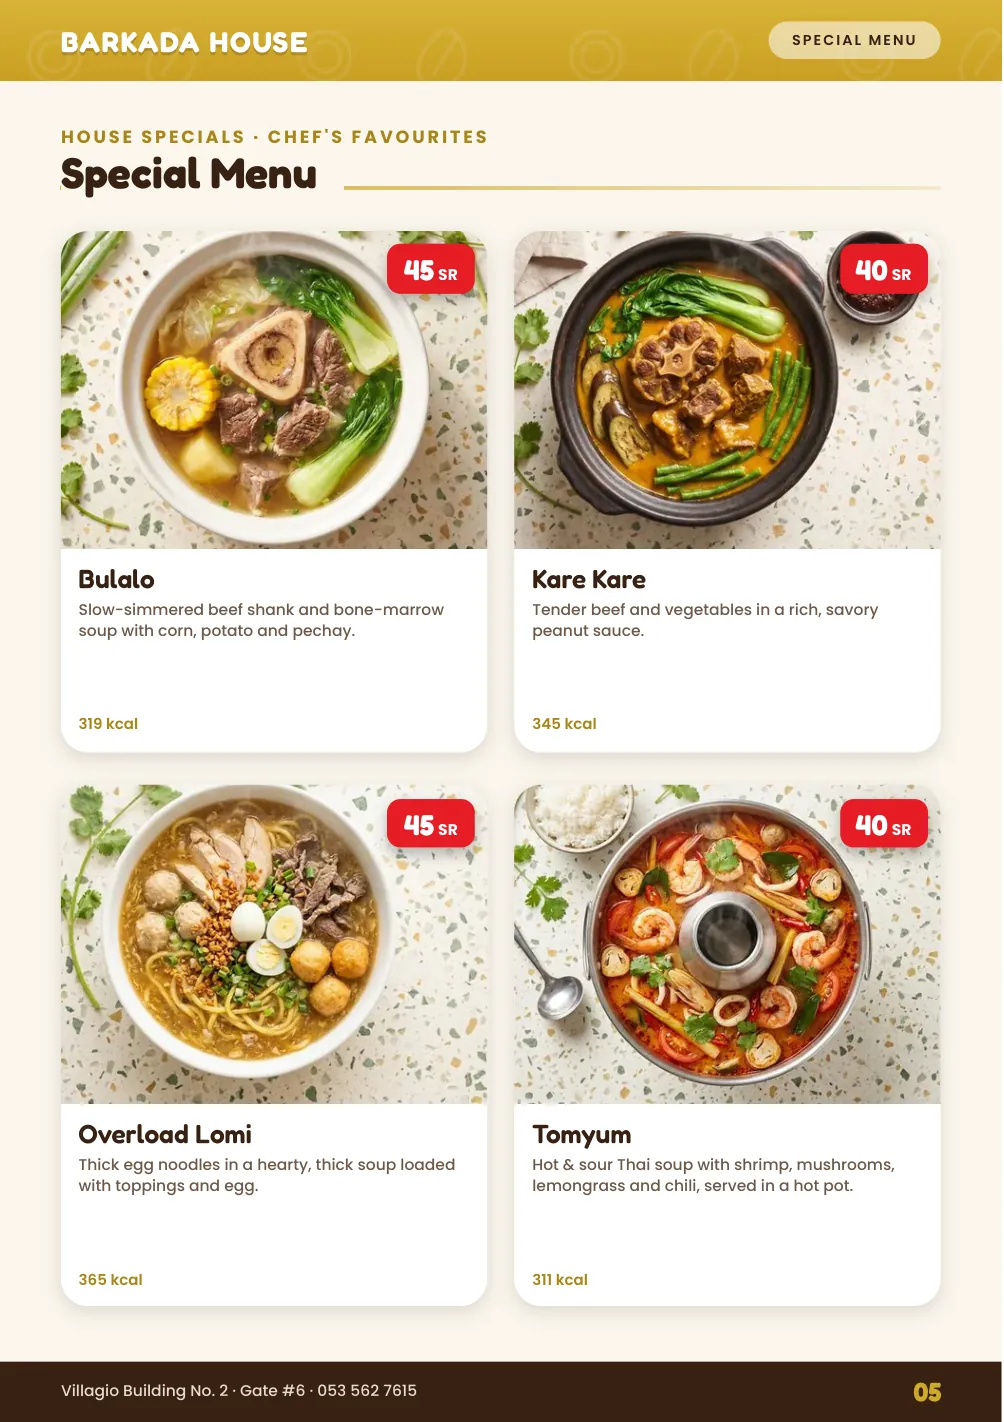 BARKADA HOUSE
SPECIAL MENU
HOUSE SPECIALS · CHEF'S FAVOURITES
Special Menu
45 SR
Bulalo
Slow-simmered beef shank and bone-marrow
soup with corn, potato and pechay.
319 kcal
40 SR
Kare Kare
Tender beef and vegetables in a rich, savory
peanut sauce.
345 kcal
45 SR
Overload Lomi
Thick egg noodles in a hearty, thick soup loaded
with toppings and egg.
365 kcal
40 SR
Tomyum
Hot & sour Thai soup with shrimp, mushrooms,
lemongrass and chili, served in a hot pot.
311 kcal
Villagio Building No. 2 · Gate #6 · 053 562 7615
05